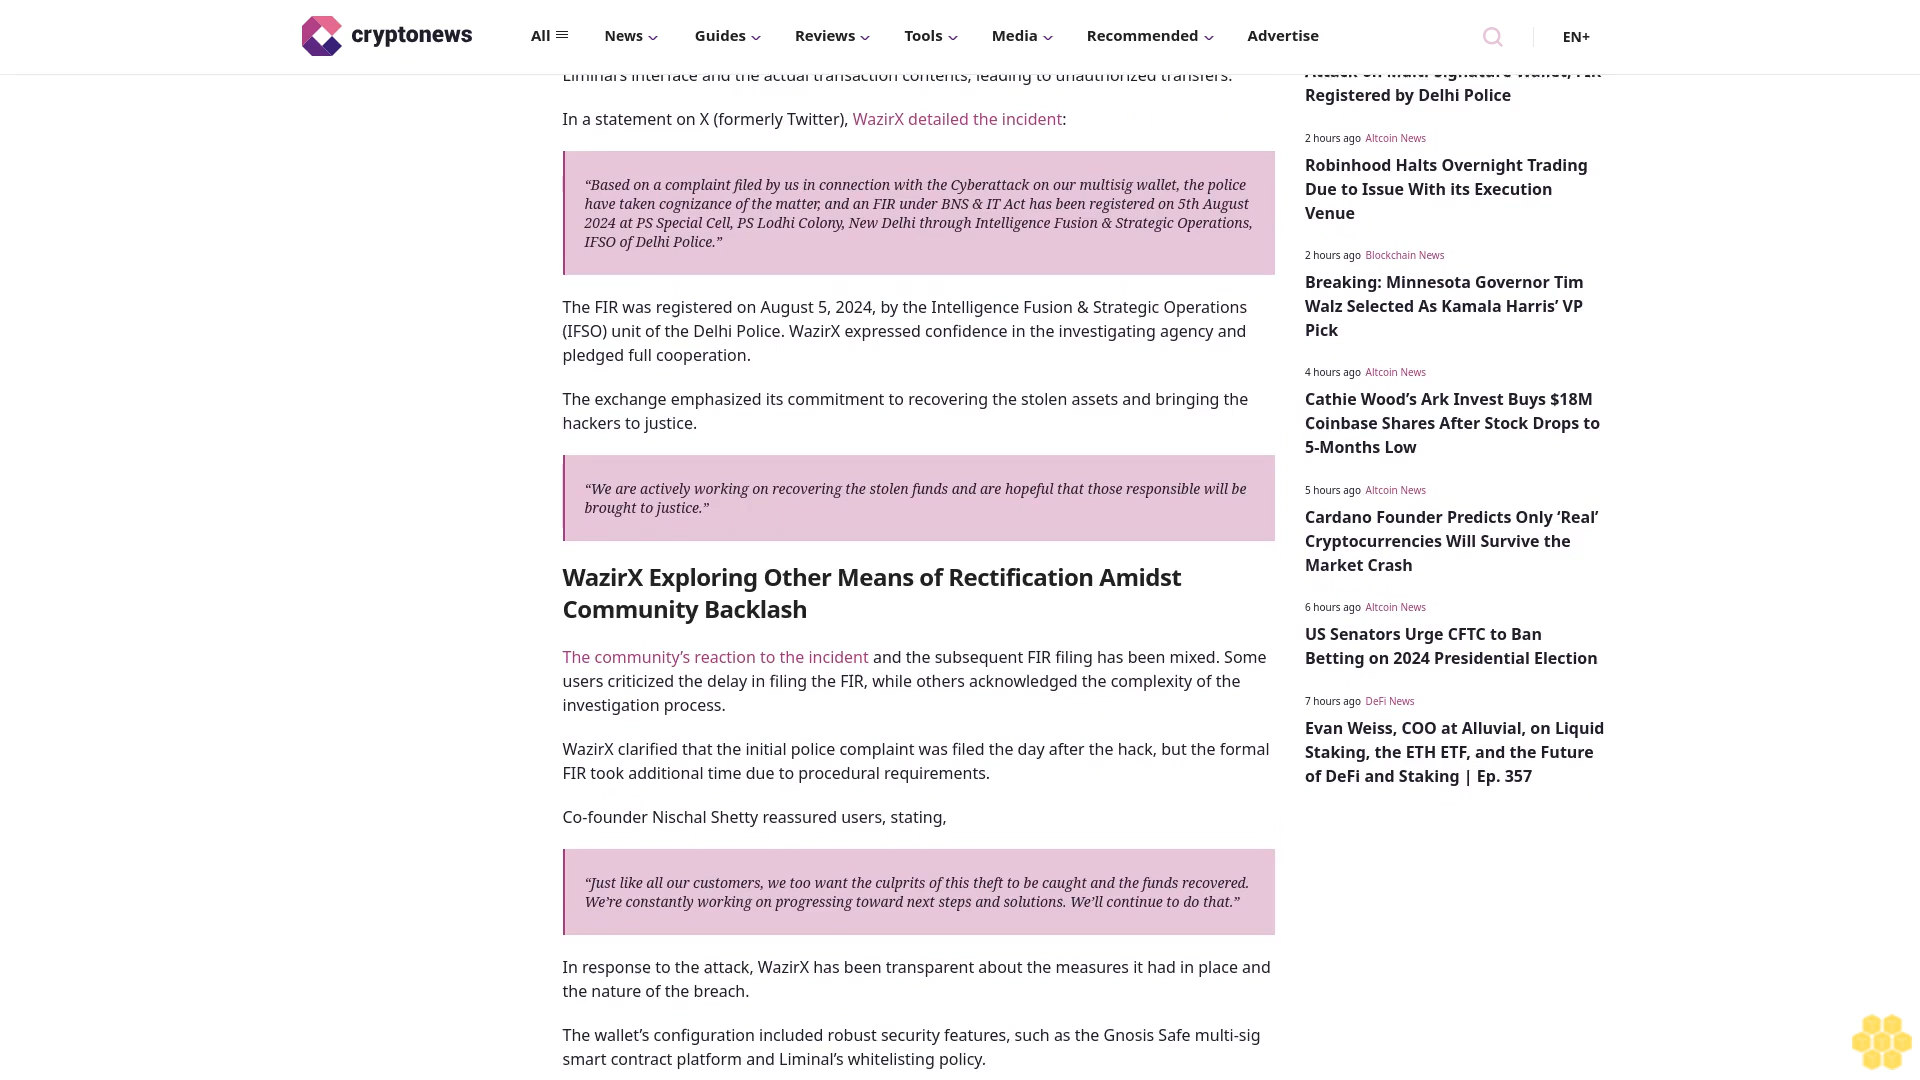 cryptonews
All
News
Guides
Reviews
Tools
Media
Recommended
Advertise
EN+
Liminal's interface and the actual transaction contents, leading to unauthorized transfers.
In a statement on X (formerly Twitter), WazirX detailed the incident:
“Based on a complaint filed by us in connection with the Cyberattack on our multisig wallet, the police
have taken cognizance of the matter, and an FIR under BNS & IT Act has been registered on 5th August
2024 at PS Special Cell, PS Lodhi Colony, New Delhi through Intelligence Fusion & Strategic Operations,
IFSO of Delhi Police.”
The FIR was registered on August 5, 2024, by the Intelligence Fusion & Strategic Operations
(IFSO) unit of the Delhi Police. WazirX expressed confidence in the investigating agency and
pledged full cooperation.
The exchange emphasized its commitment to recovering the stolen assets and bringing the
hackers to justice.
“We are actively working on recovering the stolen funds and are hopeful that those responsible will be
brought to justice.”
WazirX Exploring Other Means of Rectification Amidst
Community Backlash
The community’s reaction to the incident and the subsequent FIR filing has been mixed. Some
users criticized the delay in filing the FIR, while others acknowledged the complexity of the
investigation process.
WazirX clarified that the initial police complaint was filed the day after the hack, but the formal
FIR took additional time due to procedural requirements.
Co-founder Nischal Shetty reassured users, stating,
“Just like all our customers, we too want the culprits of this theft to be caught and the funds recovered.
We’re constantly working on progressing toward next steps and solutions. We’ll continue to do that.”
In response to the attack, WazirX has been transparent about the measures it had in place and
the nature of the breach.
The wallet’s configuration included robust security features, such as the Gnosis Safe multi-sig
smart contract platform and Liminal’s whitelisting policy.
Attack on Multi-Signature Wallet, FIR
Registered by Delhi Police
2 hours ago Altcoin News
Robinhood Halts Overnight Trading
Due to Issue With its Execution
Venue
2 hours ago Blockchain News
Breaking: Minnesota Governor Tim
Walz Selected As Kamala Harris’ VP
Pick
4 hours ago Altcoin News
Cathie Wood’s Ark Invest Buys $18M
Coinbase Shares After Stock Drops to
5-Months Low
5 hours ago Altcoin News
Cardano Founder Predicts Only ‘Real’
Cryptocurrencies Will Survive the
Market Crash
6 hours ago Altcoin News
US Senators Urge CFTC to Ban
Betting on 2024 Presidential Election
7 hours ago DeFi News
Evan Weiss, COO at Alluvial, on Liquid
Staking, the ETH ETF, and the Future
of DeFi and Staking | Ep. 357